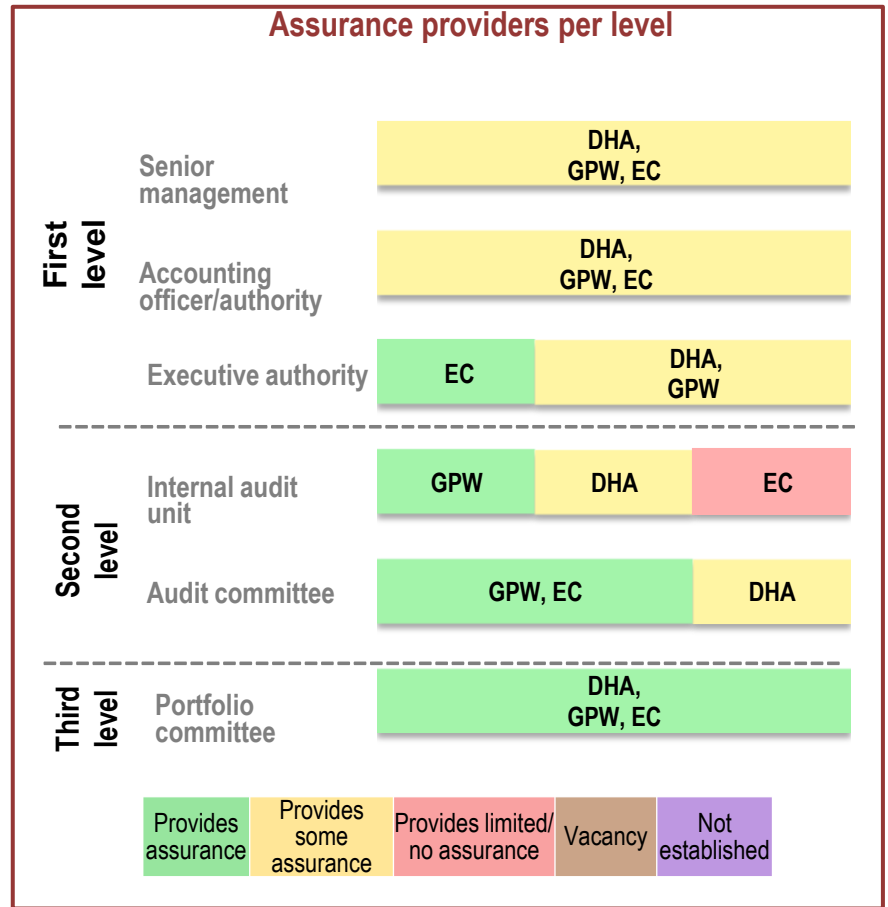 Assurance providers per level
First
level
Senior
management
DHA,
GPW, EC
Accounting
officer/authority
DHA,
GPW, EC
Executive authority
EC
DHA,
GPW
Second
level
Internal audit
unit
GPW
DHA
EC
Audit committee
GPW, EC
DHA
Third
level
Portfolio
committee
DHA,
GPW, EC
Provides
assurance
Provides
some
assurance
Provides limited/
no assurance
Vacancy
Not
established